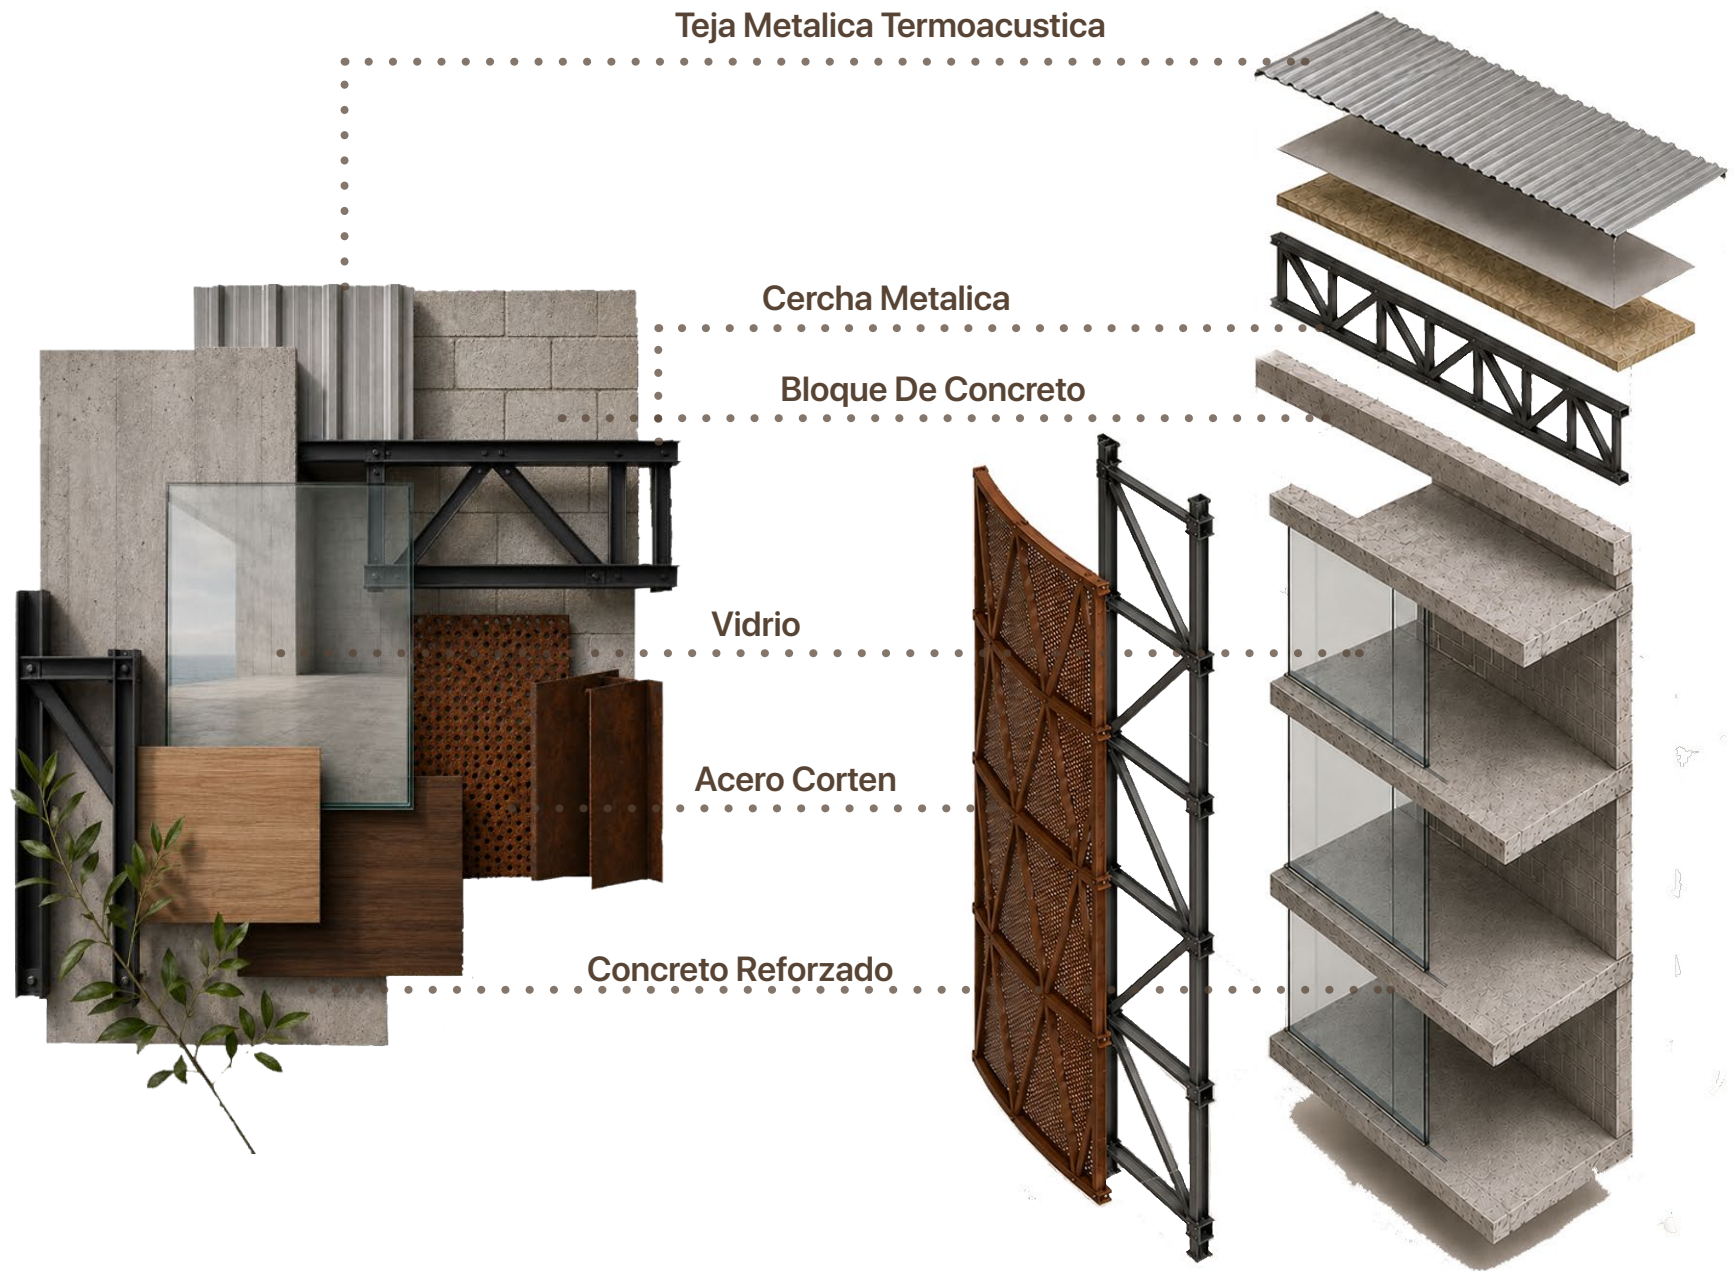 Teja Metalica Termoacustica
Cercha Metalica
Bloque De Concreto
Vidrio
Acero Corten
Concreto Reforzado